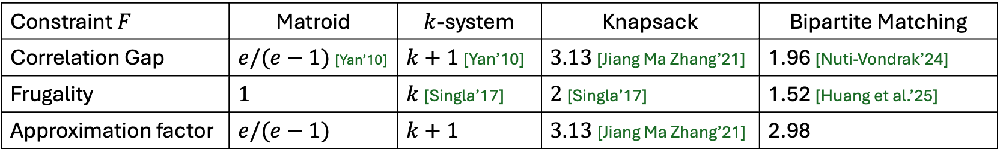 Constraint F Matroid k-system Knapsack Bipartite Matching
Correlation Gap e/(e − 1) [Yan’10] k + 1 [Yan’10] 3.13 [Jiang Ma Zhang’21] 1.96 [Nuti-Vondrak’24]
Frugality 1 k [Singla’17] 2 [Singla’17] 1.52 [Huang et al.’25]
Approximation factor e/(e − 1) k + 1 3.13 [Jiang Ma Zhang’21] 2.98